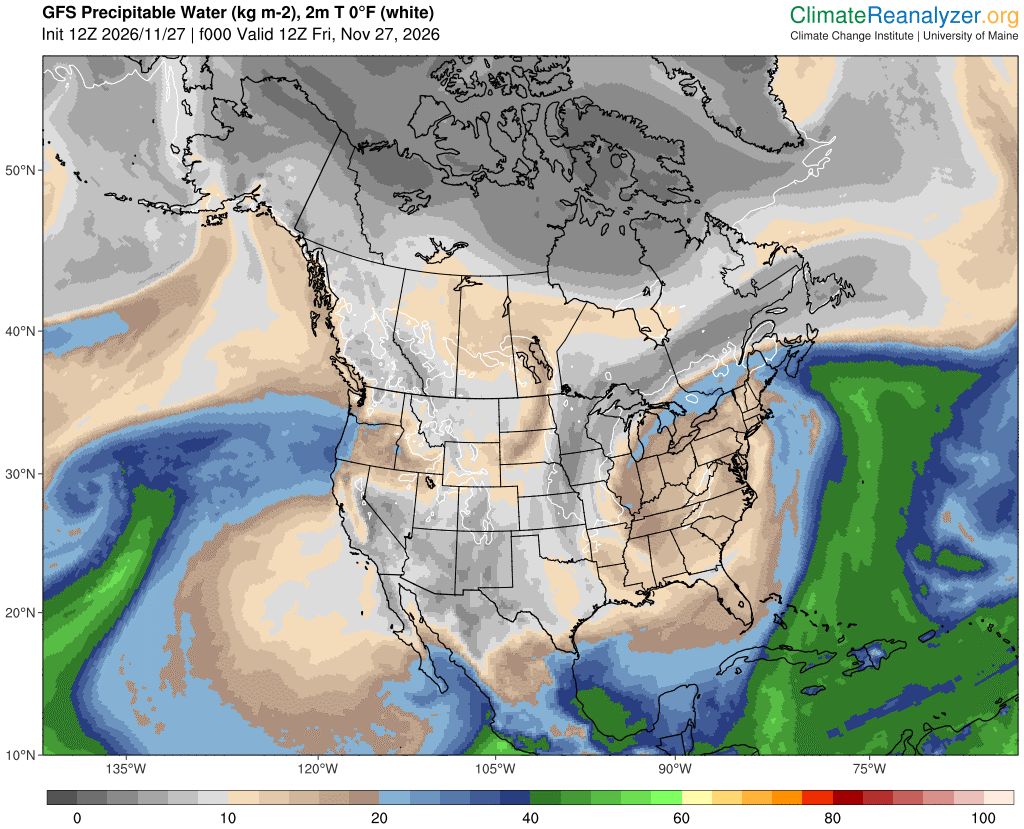 GFS Precipitable Water (kg m-2), 2m T 0°F (white)
Init 12Z 2026/11/27 | f000 Valid 12Z Fri, Nov 27, 2026
ClimateReanalyzer.org
Climate Change Institute | University of Maine
50°N
40°N
30°N
20°N
10°N
135°W 120°W 105°W 90°W 75°W
0 10 20 40 60 80 100